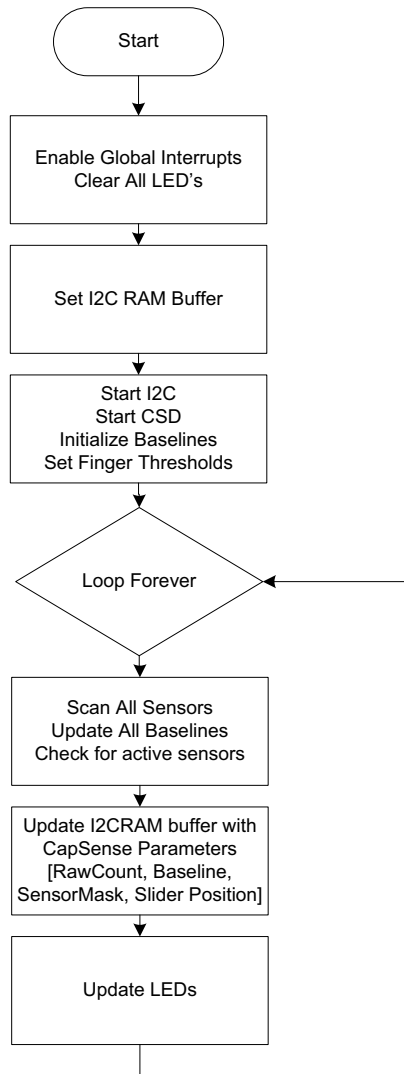 Start
Enable Global Interrupts
Clear All LED’s
Set I2C RAM Buffer
Start I2C
Start CSD
Initialize Baselines
Set Finger Thresholds
Loop Forever
Scan All Sensors
Update All Baselines
Check for active sensors
Update I2CRAM buffer with
CapSense Parameters
[RawCount, Baseline,
SensorMask, Slider Position]
Update LEDs